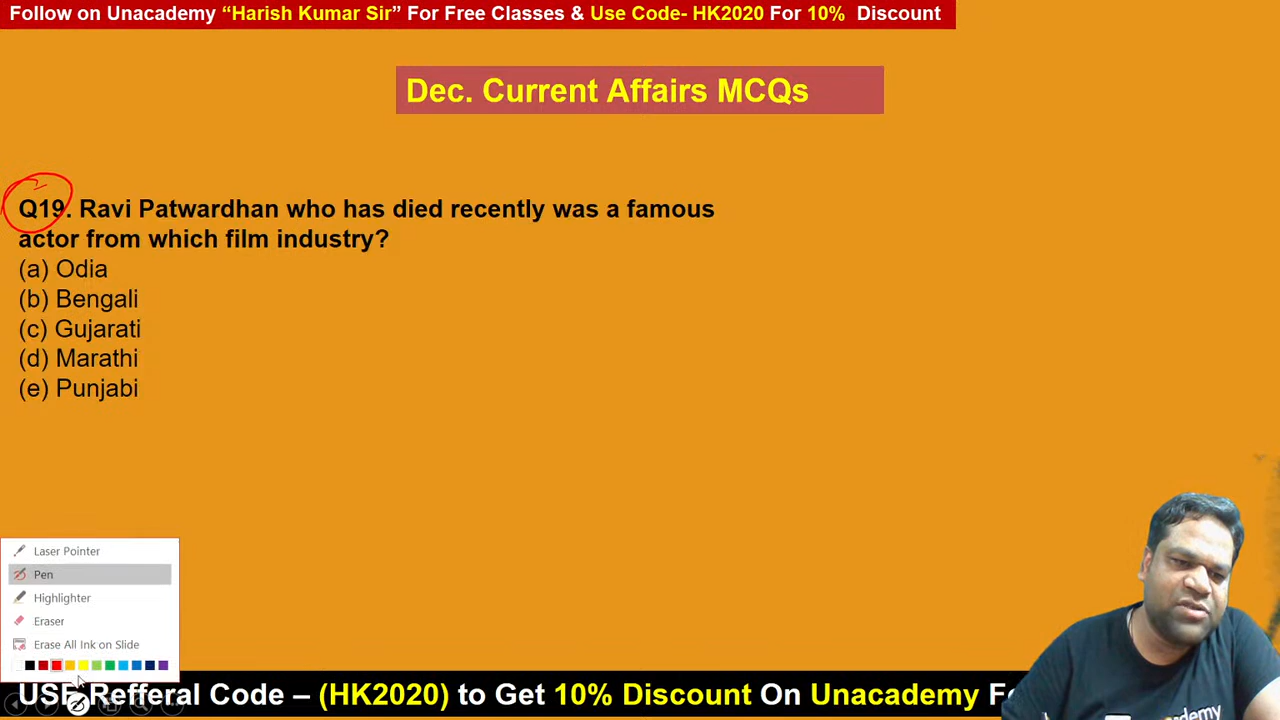 Follow on Unacademy “Harish Kumar Sir” For Free Classes & Use Code- HK2020 For 10% Discount
Dec. Current Affairs MCQs
Q19. Ravi Patwardhan who has died recently was a famous
actor from which film industry?
(a) Odia
(b) Bengali
(c) Gujarati
(d) Marathi
(e) Punjabi
Laser Pointer
Pen
Highlighter
Eraser
Erase All Ink on Slide
USE Refferal Code – (HK2020) to Get 10% Discount On Unacademy